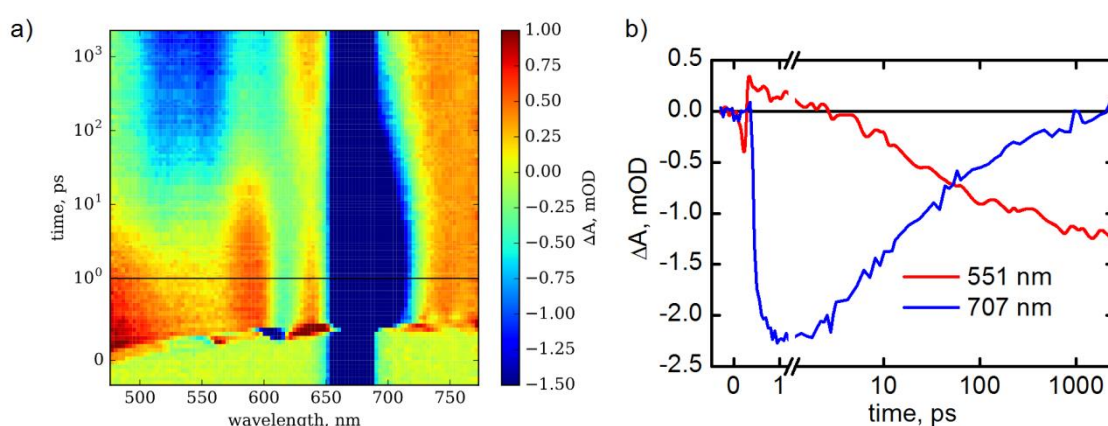 a)
10³
10²
10¹
10⁰
0
time, ps
500 550 600 650 700 750
wavelength, nm
1.00
0.75
0.50
0.25
0.00
−0.25
−0.50
−0.75
−1.00
−1.25
−1.50
ΔA, mOD
b)
0.5
0.0
-0.5
-1.0
-1.5
-2.0
-2.5
ΔA, mOD
551 nm
707 nm
0 1 10 100 1000
time, ps